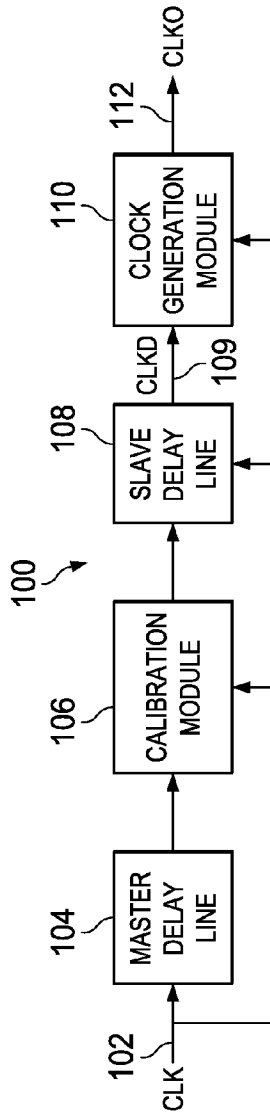 100
102
CLK
104
MASTER
DELAY
LINE
106
CALIBRATION
MODULE
108
SLAVE
DELAY
LINE
CLKD
109
110
CLOCK
GENERATION
MODULE
112
CLKO